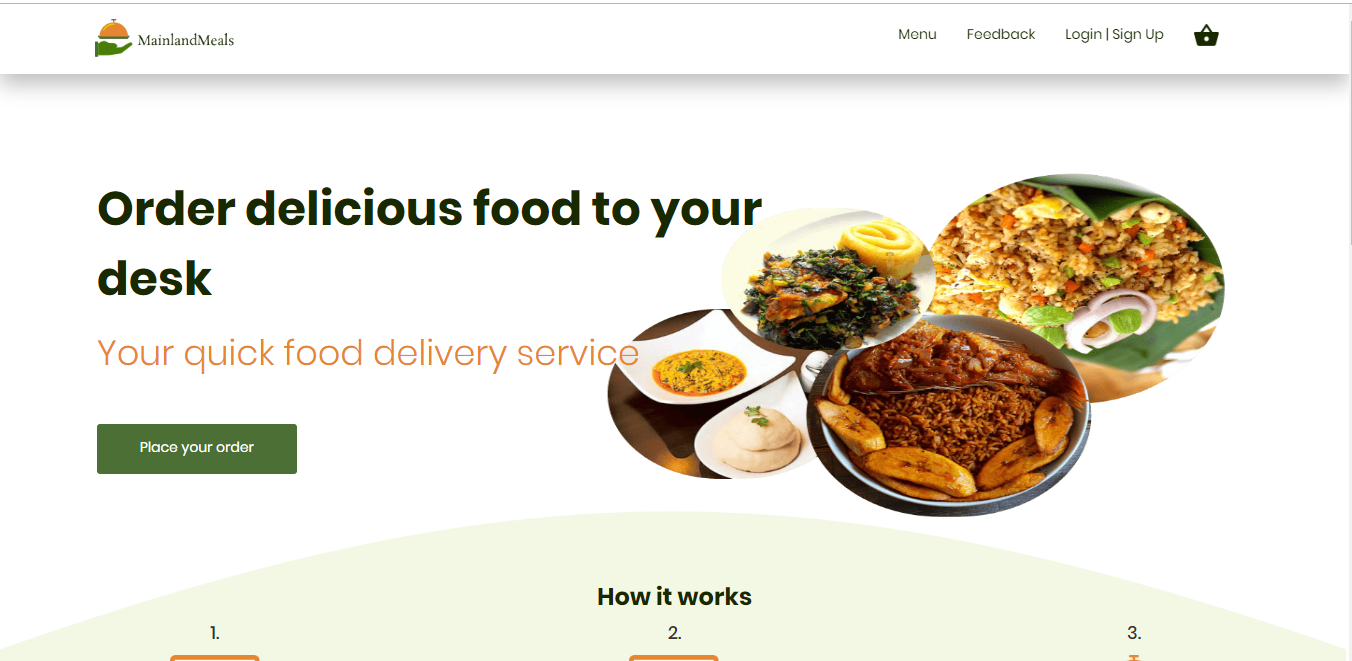 MainlandMeals
Menu
Feedback
Login | Sign Up
Order delicious food to your
desk
Your quick food delivery service
Place your order
How it works
1.
2.
3.